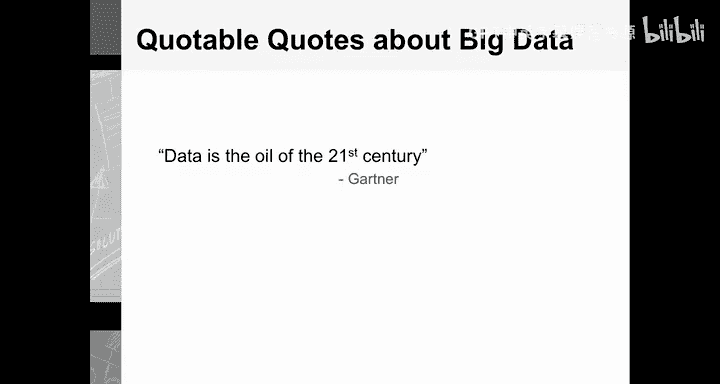 Quotable Quotes about Big Data
bilibili
“Data is the oil of the 21st century”
- Gartner